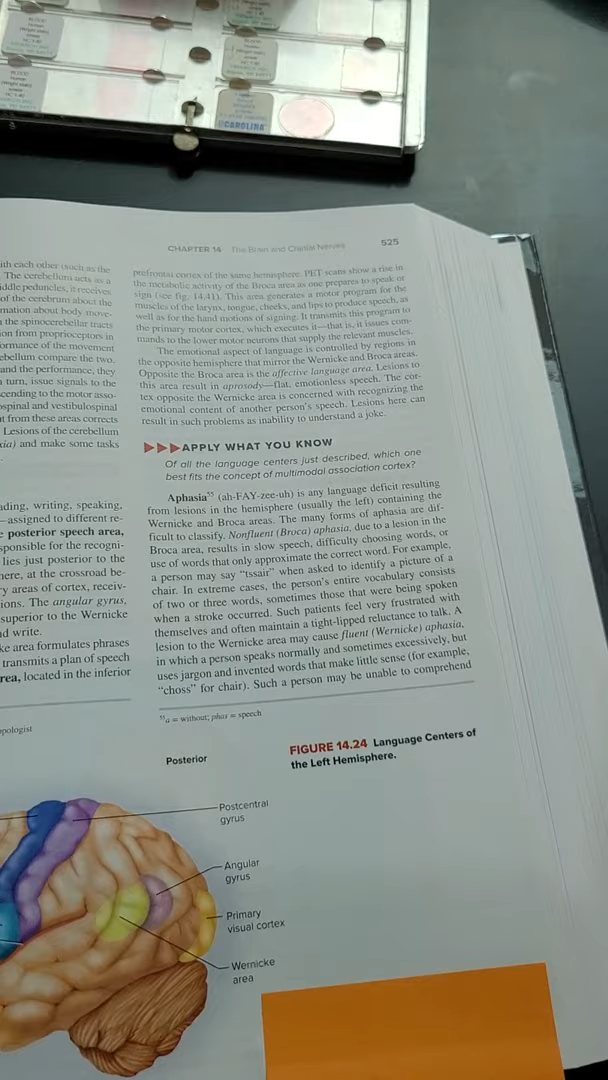 CAROLINA
CHAPTER 14 The Brain and Cranial Nerves 525
ith each other (such as the
The cerebellum acts as a
iddle peduncles, it receives
of the cerebrum about the
mation about body move-
the spinocerebellar tracts
on from proprioceptors in
ormance of the movement
ebellum compare the two,
and the performance, they
turn, issue signals to the
cending to the motor asso-
ospinal and vestibulospinal
t from these areas corrects
Lesions of the cerebellum
xia) and make some tasks
ading, writing, speaking,
—assigned to different re-
posterior speech area,
sponsible for the recogni-
lies just posterior to the
here, at the crossroad be-
y areas of cortex, receiv-
ions. The angular gyrus,
superior to the Wernicke
d write.
ke area formulates phrases
transmits a plan of speech
rea, located in the inferior
opologist
prefrontal cortex of the same hemisphere. PET scans show a rise in
the metabolic activity of the Broca area as one prepares to speak or
sign (see fig. 14.41). This area generates a motor program for the
muscles of the larynx, tongue, cheeks, and lips to produce speech, as
well as for the hand motions of signing. It transmits this program to
the primary motor cortex, which executes it—that is, it issues com-
mands to the lower motor neurons that supply the relevant muscles.
The emotional aspect of language is controlled by regions in
the opposite hemisphere that mirror the Wernicke and Broca areas.
Opposite the Broca area is the affective language area. Lesions to
this area result in aprosody—flat, emotionless speech. The cor-
tex opposite the Wernicke area is concerned with recognizing the
emotional content of another person's speech. Lesions here can
result in such problems as inability to understand a joke.
APPLY WHAT YOU KNOW
Of all the language centers just described, which one
best fits the concept of multimodal association cortex?
Aphasia55 (ah-FAY-zee-uh) is any language deficit resulting
from lesions in the hemisphere (usually the left) containing the
Wernicke and Broca areas. The many forms of aphasia are dif-
ficult to classify. Nonfluent (Broca) aphasia, due to a lesion in the
Broca area, results in slow speech, difficulty choosing words, or
use of words that only approximate the correct word. For example,
a person may say “tssair” when asked to identify a picture of a
chair. In extreme cases, the person's entire vocabulary consists
of two or three words, sometimes those that were being spoken
when a stroke occurred. Such patients feel very frustrated with
themselves and often maintain a tight-lipped reluctance to talk. A
lesion to the Wernicke area may cause fluent (Wernicke) aphasia,
in which a person speaks normally and sometimes excessively, but
uses jargon and invented words that make little sense (for example,
“choss” for chair). Such a person may be unable to comprehend
55a = without; phas = speech
FIGURE 14.24 Language Centers of
the Left Hemisphere.
Posterior
Postcentral
gyrus
Angular
gyrus
Primary
visual cortex
Wernicke
area